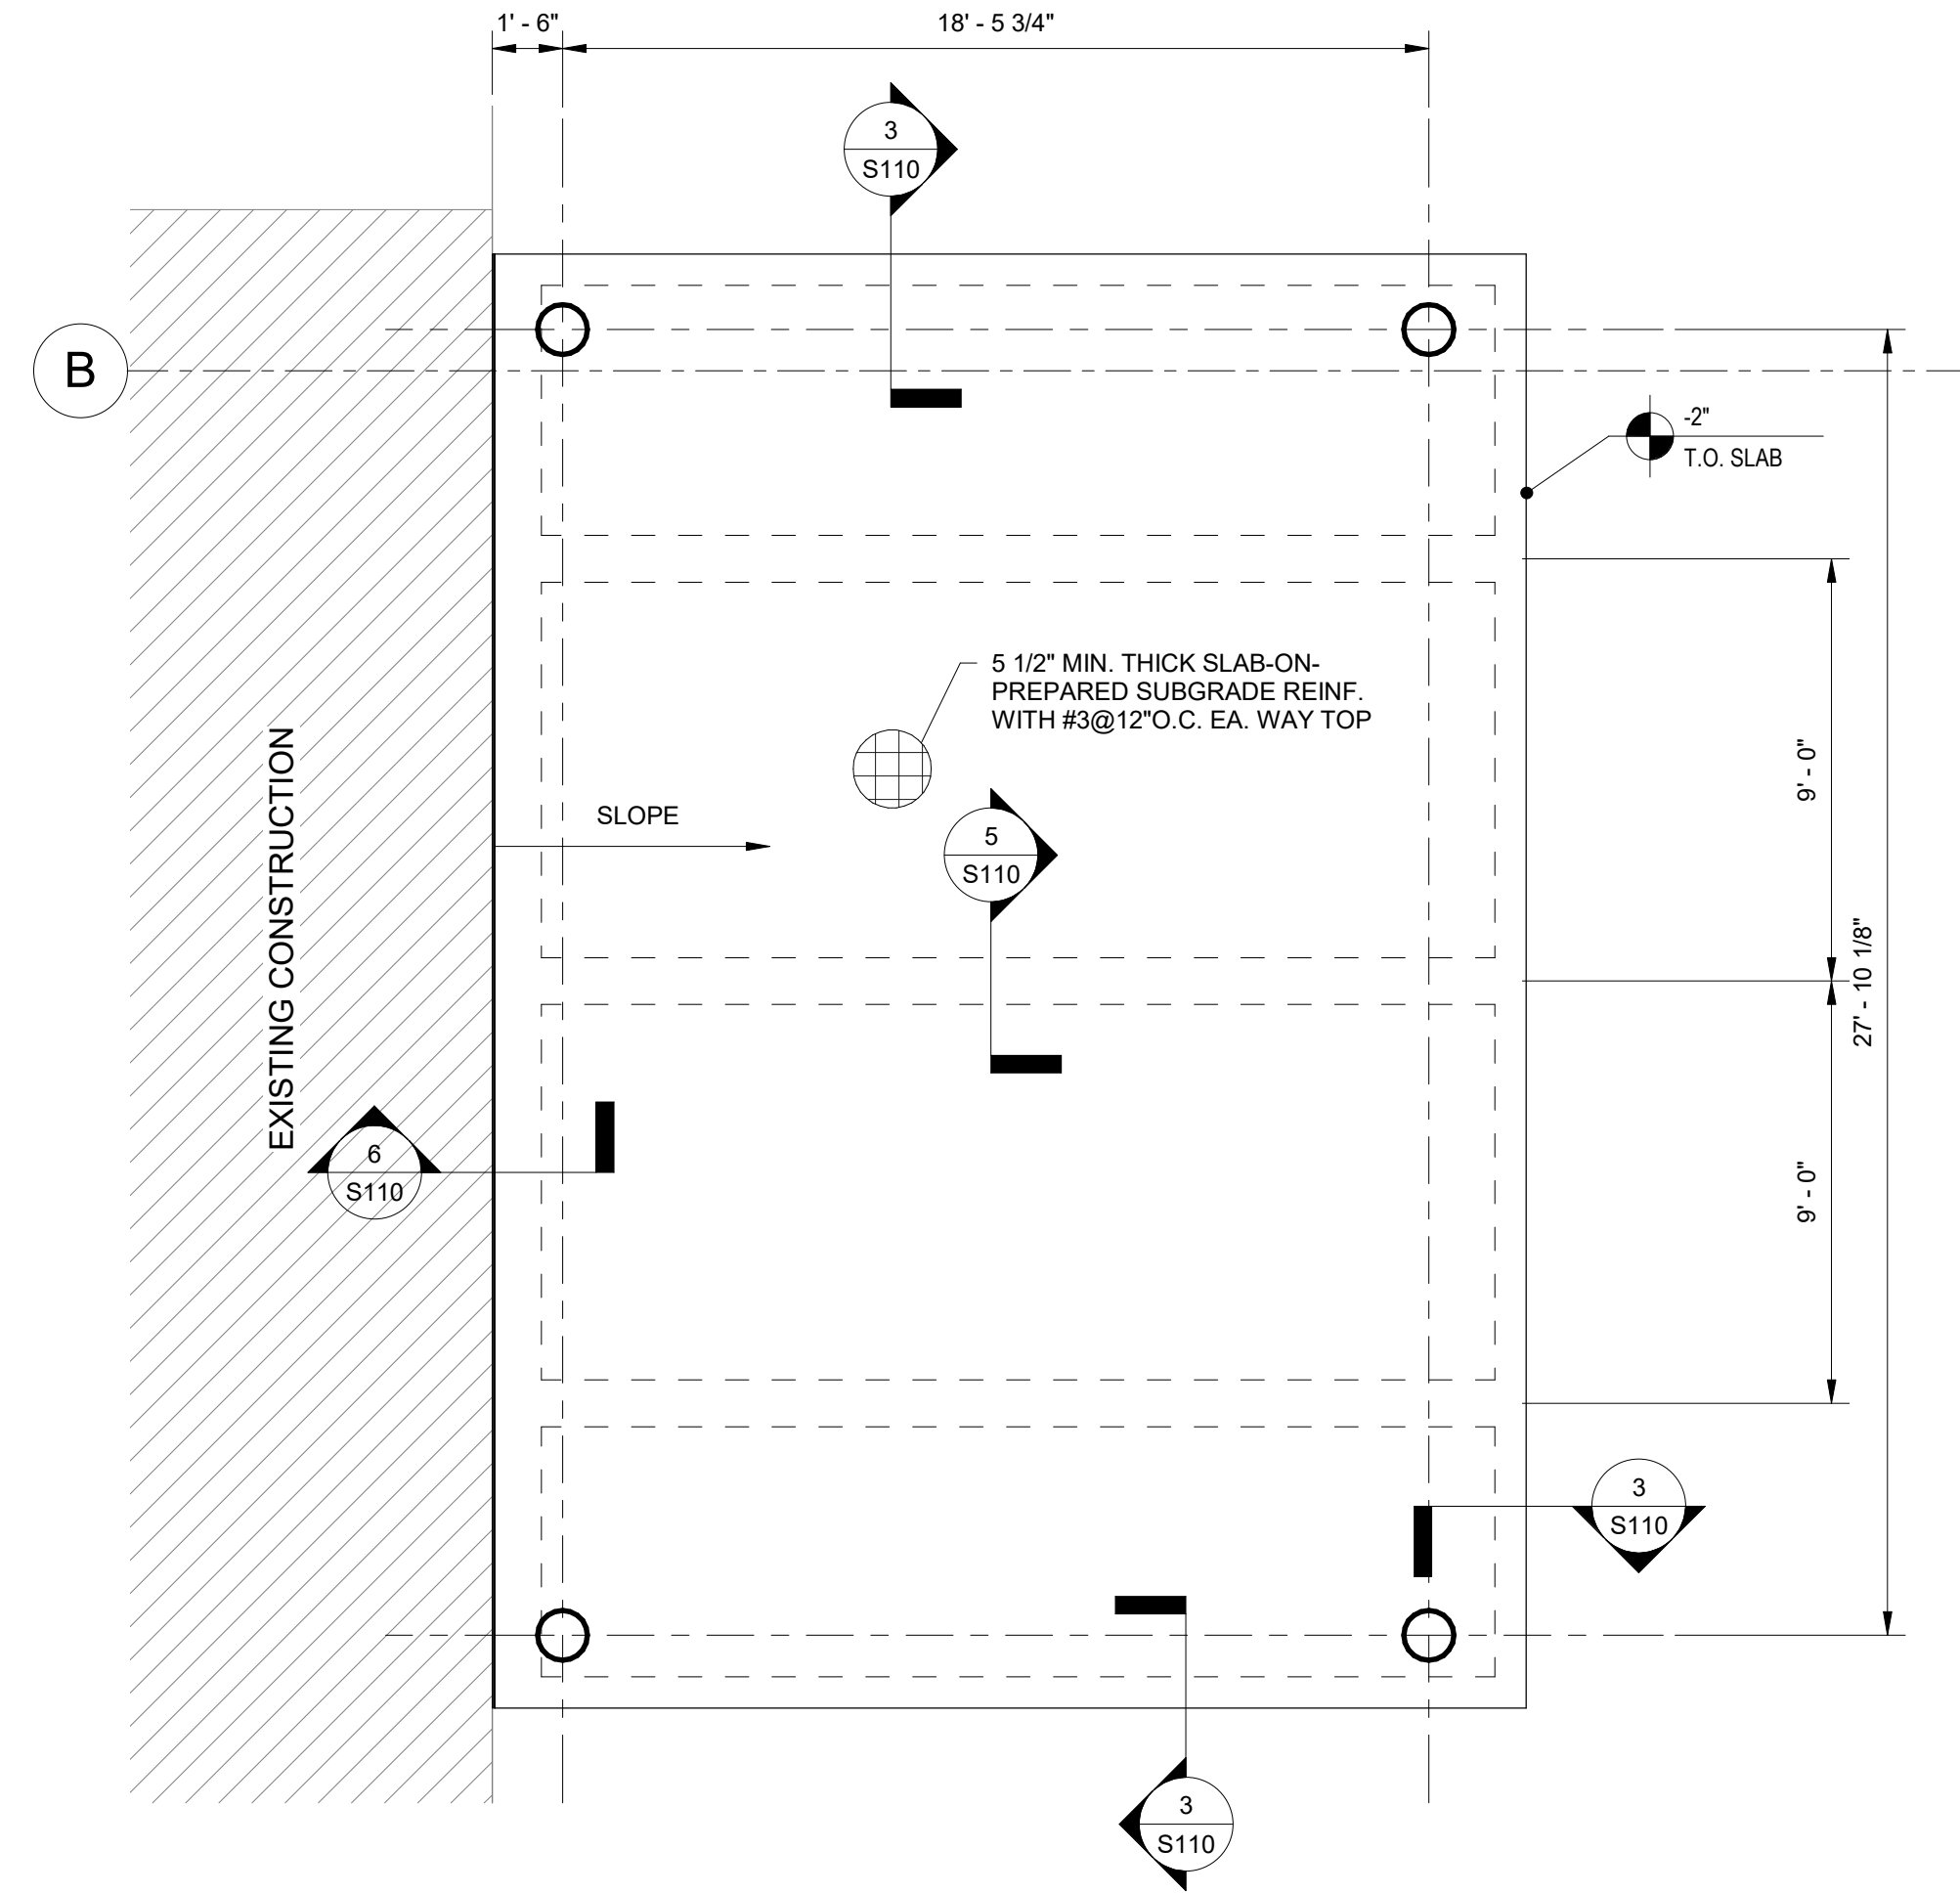 1' - 6"
18' - 5 3/4"
3
S110
B
-2"
T.O. SLAB
5 1/2" MIN. THICK SLAB-ON-
PREPARED SUBGRADE REINF.
WITH #3@12"O.C. EA. WAY TOP
EXISTING CONSTRUCTION
SLOPE
5
S110
9' - 0"
27' - 10 1/8"
6
S110
9' - 0"
3
S110
3
S110